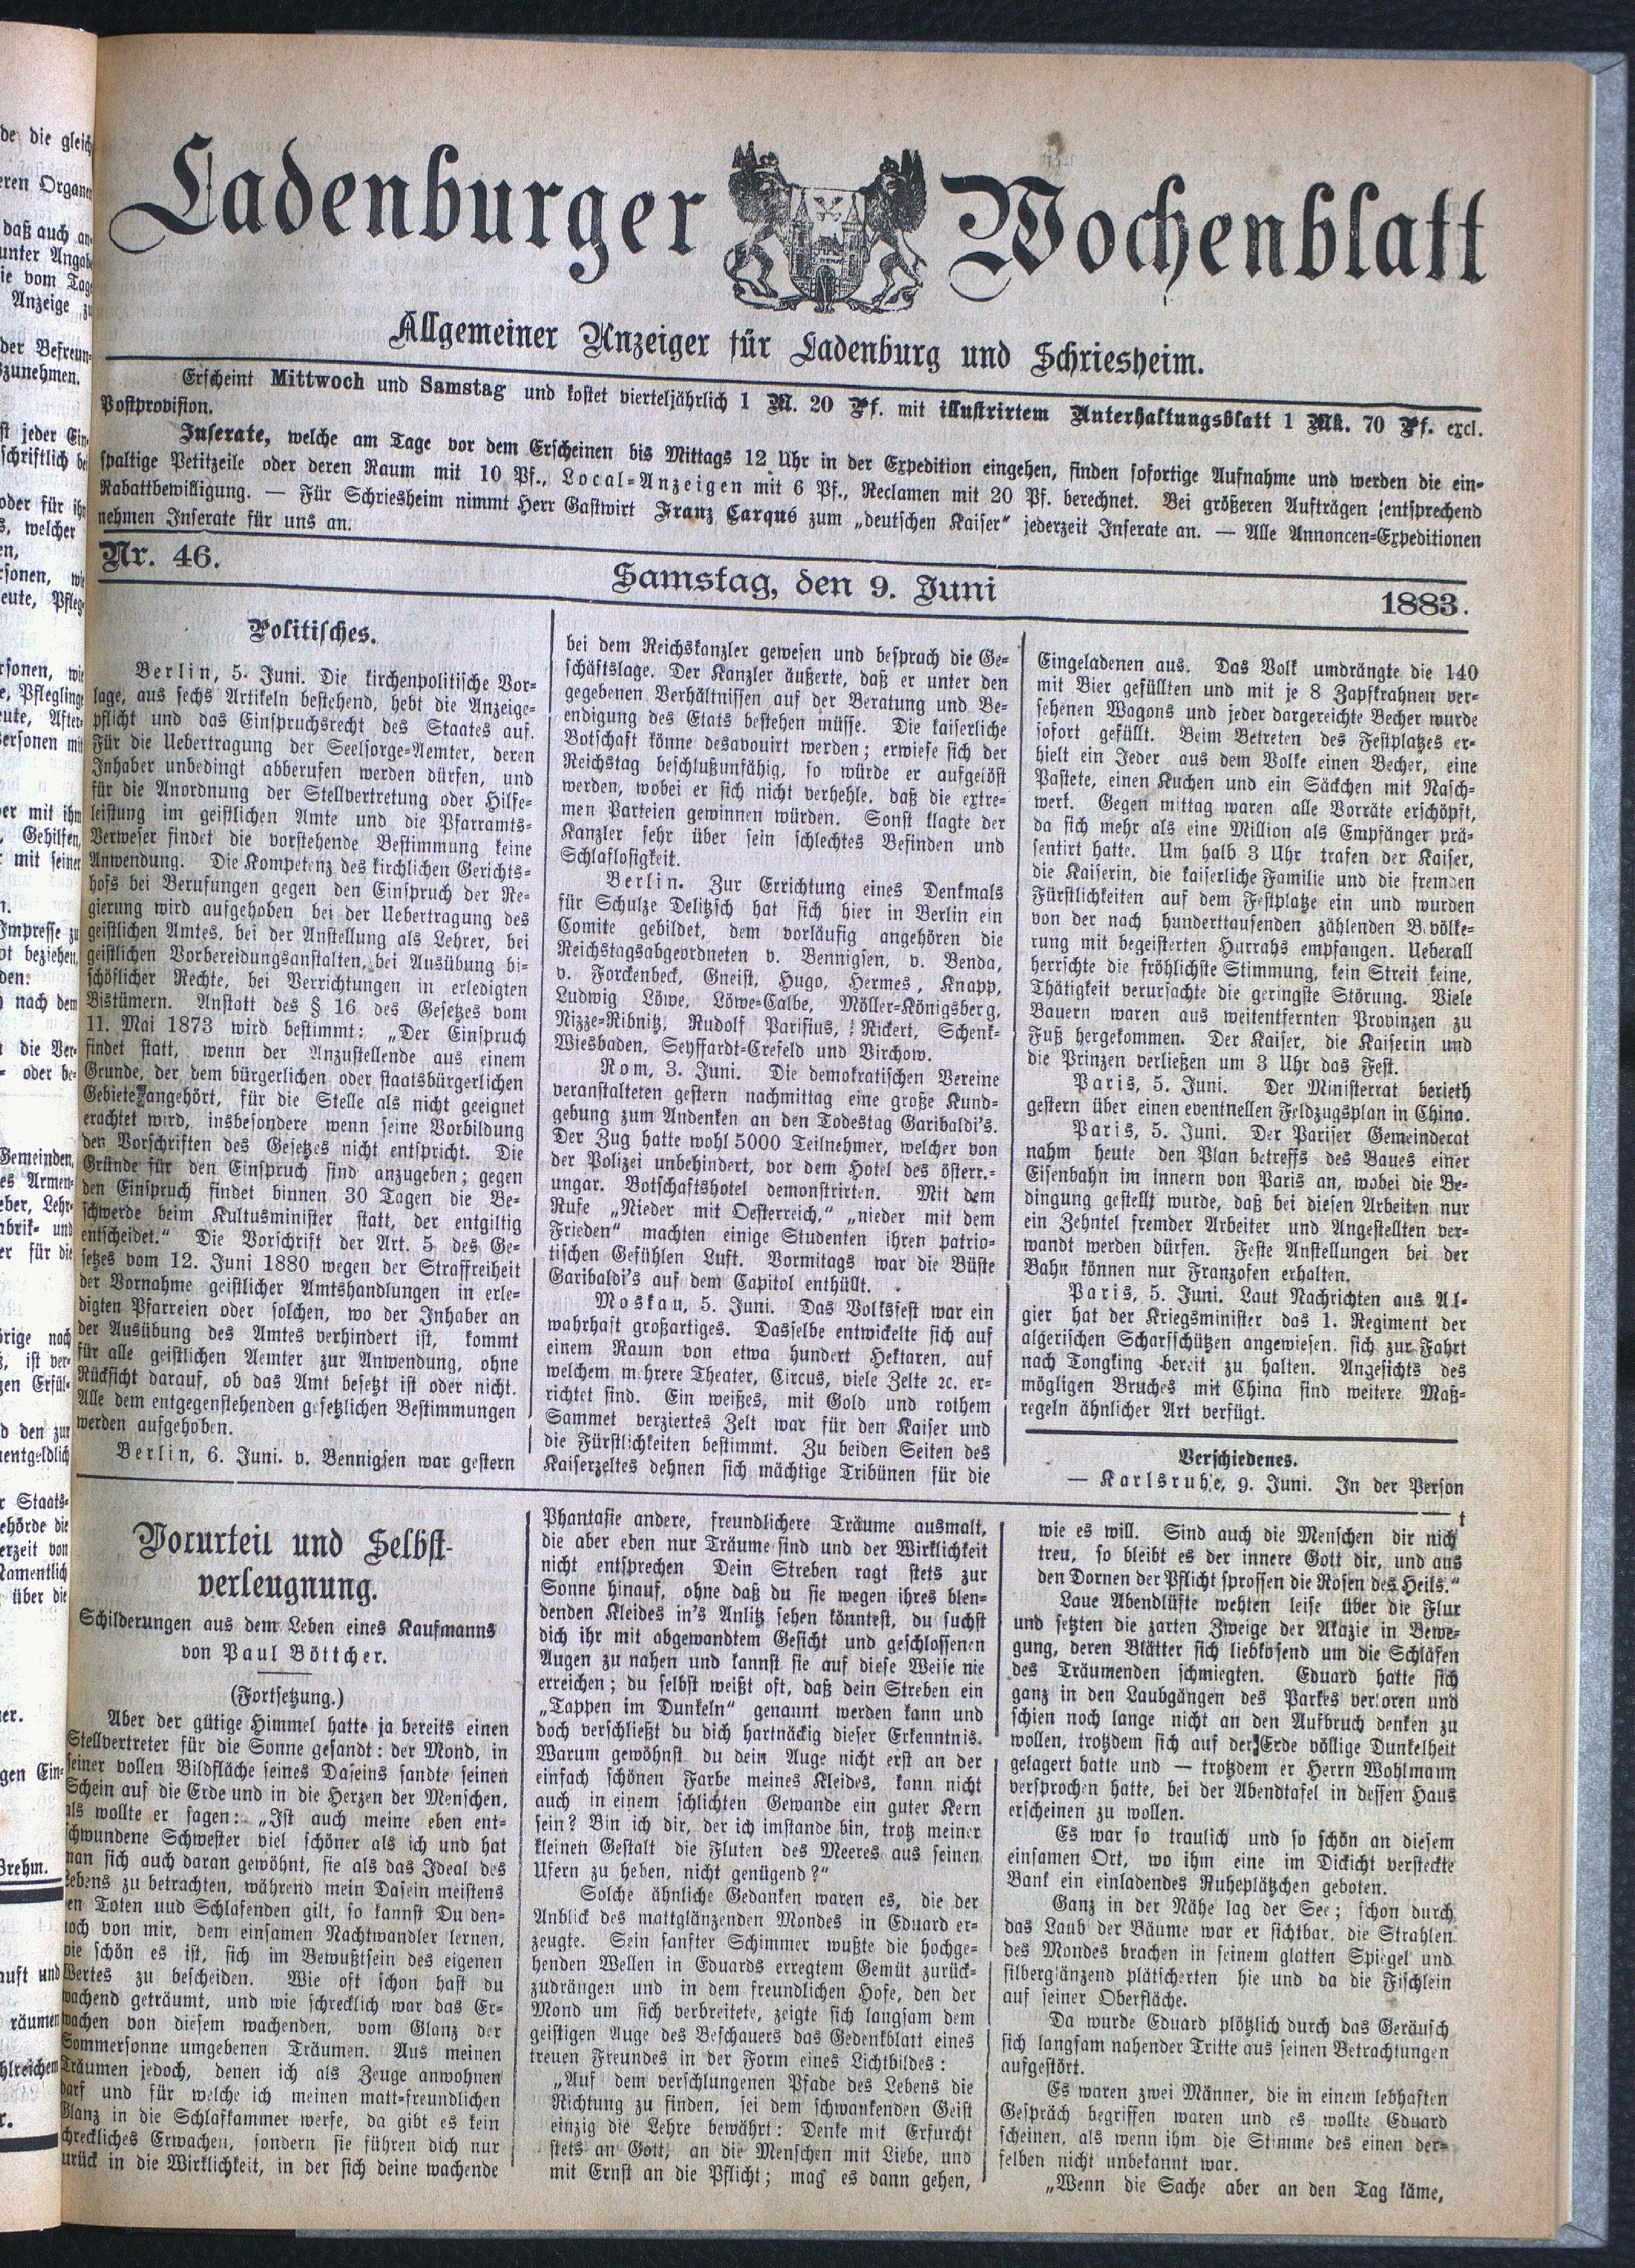 Ladenburger Wochenblatt
Allgemeiner Anzeiger für Ladenburg und Schriesheim.
Erscheint Mittwoch und Samstag und kostet vierteljährlich 1 M. 20 Pf. mit illustrirtem Unterhaltungsblatt 1 Mk. 70 Pf. excl.
Postprovision.
Inserate, welche am Tage vor dem Erscheinen bis Mittags 12 Uhr in der Expedition eingehen, finden sofortige Aufnahme und werden die ein-
spaltige Petitzeile oder deren Raum mit 10 Pf., Local-Anzeigen mit 6 Pf., Reclamen mit 20 Pf. berechnet. Bei größeren Aufträgen entsprechend
Rabattbewilligung. — Für Schriesheim nimmt Herr Gastwirt Franz Carqué zum „deutschen Kaiser“ jederzeit Inserate an. — Alle Annoncen-Expeditionen
nehmen Inserate für uns an.
Nr. 46.
Samstag, den 9. Juni
1883.
Politisches.
Berlin, 5. Juni. Die kirchenpolitische Vor-
lage, aus sechs Artikeln bestehend, hebt die Anzeige-
pflicht und das Einspruchsrecht des Staates auf.
Für die Uebertragung der Seelsorge-Aemter, deren
Inhaber unbedingt abberufen werden dürfen, und
für die Anordnung der Stellvertretung oder Hilfe-
leistung im geistlichen Amte und die Pfarramts-
Verweser findet die vorstehende Bestimmung keine
Anwendung. Die Kompetenz des kirchlichen Gerichts-
hofs bei Berufungen gegen den Einspruch der Re-
gierung wird aufgehoben bei der Uebertragung des
geistlichen Amtes, bei der Anstellung als Lehrer, bei
geistlichen Vorbereidungsanstalten, bei Ausübung bi-
schöflicher Rechte, bei Verrichtungen in erledigten
Bistümern. Anstatt des § 16 des Gesetzes vom
11. Mai 1873 wird bestimmt: „Der Einspruch
findet statt, wenn der Anzustellende aus einem
Grunde, der dem bürgerlichen oder staatsbürgerlichen
Gebiete angehört, für die Stelle als nicht geeignet
erachtet wird, insbesondere wenn seine Vorbildung
den Vorschriften des Gesetzes nicht entspricht. Die
Gründe für den Einspruch sind anzugeben; gegen
den Einspruch findet binnen 30 Tagen die Be-
schwerde beim Kultusminister statt, der entgiltig
entscheidet.“ Die Vorschrift der Art. 5 des Ge-
setzes vom 12. Juni 1880 wegen der Straffreiheit
der Vornahme geistlicher Amtshandlungen in erle-
digten Pfarreien oder solchen, wo der Inhaber an
der Ausübung des Amtes verhindert ist, kommt
für alle geistlichen Aemter zur Anwendung, ohne
Rücksicht darauf, ob das Amt besetzt ist oder nicht.
Alle dem entgegenstehenden gesetzlichen Bestimmungen
werden aufgehoben.
Berlin, 6. Juni. v. Bennigsen war gestern
bei dem Reichskanzler gewesen und besprach die Ge-
schäftslage. Der Kanzler äußerte, daß er unter den
gegebenen Verhältnissen auf der Beratung und Be-
endigung des Etats bestehen müsse. Die kaiserliche
Botschaft könne desavouirt werden; erwiese sich der
Reichstag beschlußunfähig, so würde er aufgelöst
werden, wobei er sich nicht verhehle, daß die extre-
men Parteien gewinnen würden. Sonst klagte der
Kanzler sehr über sein schlechtes Befinden und
Schlaflosigkeit.
Berlin. Zur Errichtung eines Denkmals
für Schulze Delitzsch hat sich hier in Berlin ein
Comite gebildet, dem vorläufig angehören die
Reichstagsabgeordneten v. Bennigsen, v. Benda,
v. Forckenbeck, Gneist, Hugo, Hermes, Knapp,
Ludwig Löwe, Löwe-Calbe, Möller-Königsberg,
Nizze-Ribnitz, Rudolf Parisius, Rickert, Schenk-
Wiesbaden, Seyffardt-Crefeld und Virchow.
Rom, 3. Juni. Die demokratischen Vereine
veranstalteten gestern nachmittag eine große Kund-
gebung zum Andenken an den Todestag Garibaldi's.
Der Zug hatte wohl 5000 Teilnehmer, welcher von
der Polizei unbehindert, vor dem Hotel des österr.-
ungar. Botschaftshotel demonstrirten. Mit dem
Rufe „Nieder mit Oesterreich,“ „nieder mit dem
Frieden“ machten einige Studenten ihren patrio-
tischen Gefühlen Luft. Vormitags war die Büste
Garibaldi's auf dem Capitol enthüllt.
Moskau, 5. Juni. Das Volksfest war ein
wahrhaft großartiges. Dasselbe entwickelte sich auf
einem Raum von etwa hundert Hektaren, auf
welchem mehrere Theater, Circus, viele Zelte ꝛc. er-
richtet sind. Ein weißes, mit Gold und rothem
Sammet verziertes Zelt war für den Kaiser und
die Fürstlichkeiten bestimmt. Zu beiden Seiten des
Kaiserzeltes dehnen sich mächtige Tribünen für die
Eingeladenen aus. Das Volk umdrängte die 140
mit Bier gefüllten und mit je 8 Zapfkrahnen ver-
sehenen Wagons und jeder dargereichte Becher wurde
sofort gefüllt. Beim Betreten des Festplatzes er-
hielt ein Jeder aus dem Volke einen Becher, eine
Pastete, einen Kuchen und ein Säckchen mit Nasch-
werk. Gegen mittag waren alle Vorräte erschöpft,
da sich mehr als eine Million als Empfänger prä-
sentirt hatte. Um halb 3 Uhr trafen der Kaiser,
die Kaiserin, die kaiserliche Familie und die fremden
Fürstlichkeiten auf dem Festplatze ein und wurden
von der nach hunderttausenden zählenden Bevölke-
rung mit begeisterten Hurrahs empfangen. Ueberall
herrschte die fröhlichste Stimmung, kein Streit keine,
Thätigkeit verursachte die geringste Störung. Viele
Bauern waren aus weitentfernten Provinzen zu
Fuß hergekommen. Der Kaiser, die Kaiserin und
die Prinzen verließen um 3 Uhr das Fest.
Paris, 5. Juni. Der Ministerrat berieth
gestern über einen eventnellen Feldzugsplan in China.
Paris, 5. Juni. Der Pariser Gemeinderat
nahm heute den Plan betreffs des Baues einer
Eisenbahn im innern von Paris an, wobei die Be-
dingung gestellt wurde, daß bei diesen Arbeiten nur
ein Zehntel fremder Arbeiter und Angestellten ver-
wandt werden dürfen. Feste Anstellungen bei der
Bahn können nur Franzosen erhalten.
Paris, 5. Juni. Laut Nachrichten aus Al-
gier hat der Kriegsminister das 1. Regiment der
algerischen Scharfschützen angewiesen, sich zur Fahrt
nach Tongking bereit zu halten. Angesichts des
mögligen Bruches mit China sind weitere Maß-
regeln ähnlicher Art verfügt.
Verschiedenes.
— Karlsruhe, 9. Juni. In der Person
Vorurteil und Selbst-
verleugnung.
Schilderungen aus dem Leben eines Kaufmanns
von Paul Böttcher.
(Fortsetzung.)
Aber der gütige Himmel hatte ja bereits einen
Stellvertreter für die Sonne gesandt: der Mond, in
seiner vollen Bildfläche seines Daseins sandte seinen
Schein auf die Erde und in die Herzen der Menschen,
als wollte er sagen: „Ist auch meine eben ent-
schwundene Schwester viel schöner als ich und hat
man sich auch daran gewöhnt, sie als das Ideal des
Lebens zu betrachten, während mein Dasein meistens
den Toten und Schlafenden gilt, so kannst Du den-
noch von mir, dem einsamen Nachtwandler lernen,
wie schön es ist, sich im Bewußtsein des eigenen
Wertes zu bescheiden. Wie oft schon hast du
wachend geträumt, und wie schrecklich war das Er-
wachen von diesem wachenden, vom Glanz der
Sommersonne umgebenen Träumen. Aus meinen
Träumen jedoch, denen ich als Zeuge anwohnen
darf und für welche ich meinen matt-freundlichen
Glanz in die Schlafkammer werfe, da gibt es kein
schreckliches Erwachen, sondern sie führen dich nur
zurück in die Wirklichkeit, in der sich deine wachende
Phantasie andere, freundlichere Träume ausmalt,
die aber eben nur Träume sind und der Wirklichkeit
nicht entsprechen Dein Streben ragt stets zur
Sonne hinauf, ohne daß du sie wegen ihres blen-
denden Kleides in's Anlitz sehen könntest, du suchst
dich ihr mit abgewandtem Gesicht und geschlossenen
Augen zu nahen und kannst sie auf diese Weise nie
erreichen; du selbst weißt oft, daß dein Streben ein
„Tappen im Dunkeln“ genannt werden kann und
doch verschließt du dich hartnäckig dieser Erkenntnis.
Warum gewöhnst du dein Auge nicht erst an der
einfach schönen Farbe meines Kleides, kann nicht
auch in einem schlichten Gewande ein guter Kern
sein? Bin ich dir, der ich imstande bin, trotz meiner
kleinen Gestalt die Fluten des Meeres aus seinen
Ufern zu heben, nicht genügend?“
Solche ähnliche Gedanken waren es, die der
Anblick des mattglänzenden Mondes in Eduard er-
zeugte. Sein sanfter Schimmer wußte die hochge-
henden Wellen in Eduards erregtem Gemüt zurück-
zudrängen und in dem freundlichen Hofe, den der
Mond um sich verbreitete, zeigte sich langsam dem
geistigen Auge des Beschauers das Gedenkblatt eines
treuen Freundes in der Form eines Lichtbildes:
„Auf dem verschlungenen Pfade des Lebens die
Richtung zu finden, sei dem schwankenden Geist
einzig die Lehre bewährt: Denke mit Erfurcht
stets an Gott, an die Menschen mit Liebe, und
mit Ernst an die Pflicht; mag es dann gehen,
wie es will. Sind auch die Menschen dir nicht
treu, so bleibt es der innere Gott dir, und aus
den Dornen der Pflicht sprossen die Rosen des Heils.“
Laue Abendlüfte wehten leise über die Flur
und setzten die zarten Zweige der Akazie in Bewe-
gung, deren Blätter sich liebkosend um die Schläfen
des Träumenden schmiegten. Eduard hatte sich
ganz in den Laubgängen des Parkes verloren und
schien noch lange nicht an den Aufbruch denken zu
wollen, trotzdem sich auf der Erde völlige Dunkelheit
gelagert hatte und — trotzdem er Herrn Wohlmann
versprochen hatte, bei der Abendtafel in dessen Haus
erscheinen zu wollen.
Es war so traulich und so schön an diesem
einsamen Ort, wo ihm eine im Dickicht versteckte
Bank ein einladendes Ruheplätzchen geboten.
Ganz in der Nähe lag der See; schon durch
das Laub der Bäume war er sichtbar, die Strahlen
des Mondes brachen in seinem glatten Spiegel und
silberglänzend plätscherten hie und da die Fischlein
auf seiner Oberfläche.
Da wurde Eduard plötzlich durch das Geräusch
sich langsam nahender Tritte aus seinen Betrachtungen
aufgestört.
Es waren zwei Männer, die in einem lebhaften
Gespräch begriffen waren und es wollte Eduard
scheinen, als wenn ihm die Stimme des einen der-
selben nicht unbekannt war.
„Wenn die Sache aber an den Tag käme,